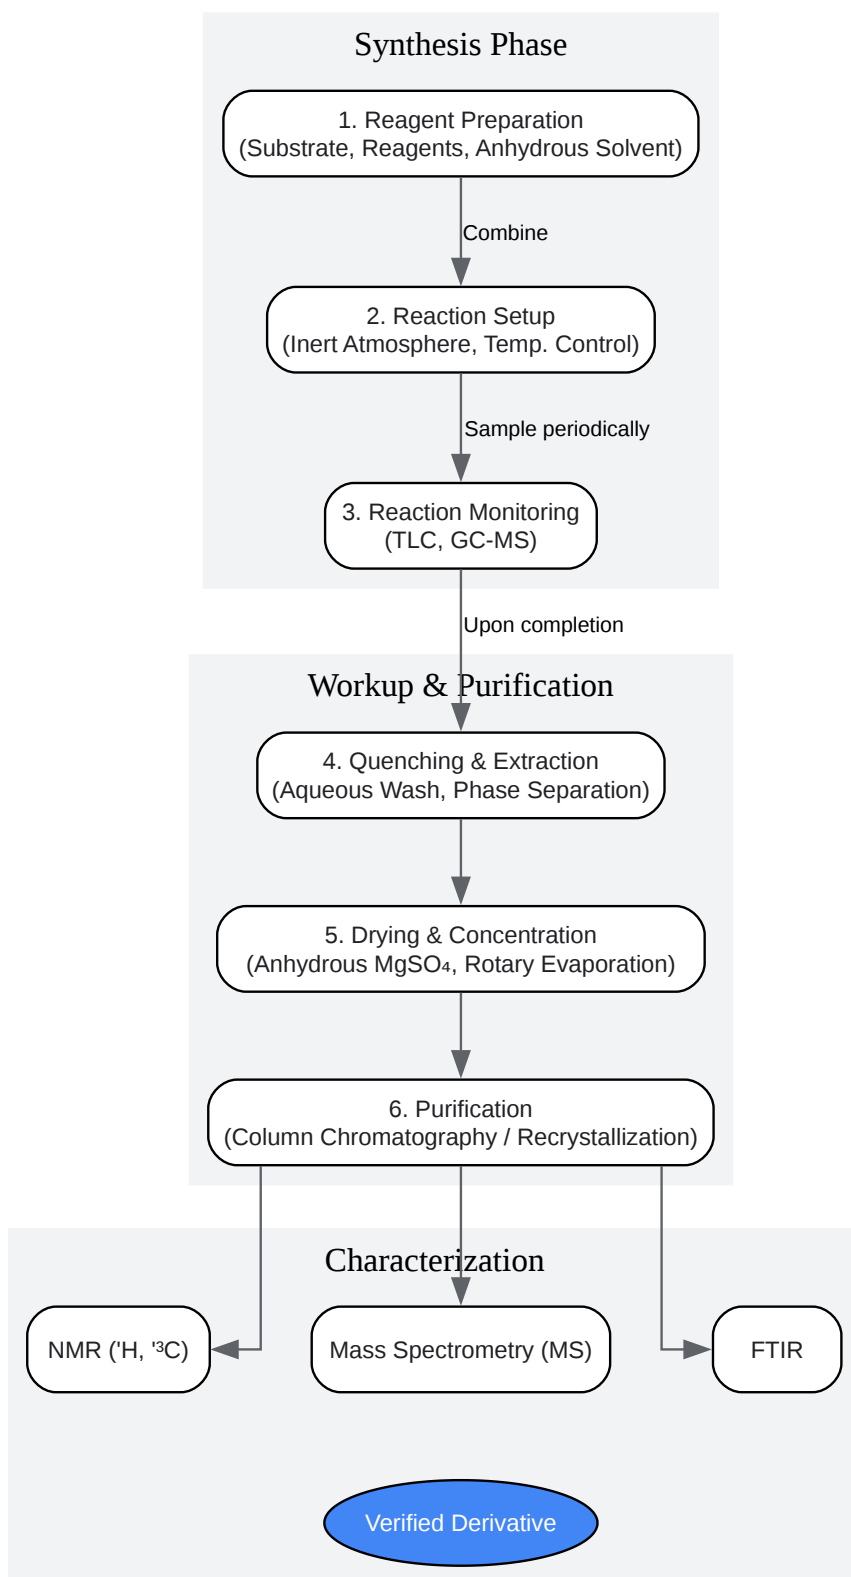 Synthesis Phase
1. Reagent Preparation
(Substrate, Reagents, Anhydrous Solvent)
Combine
2. Reaction Setup
(Inert Atmosphere, Temp. Control)
Sample periodically
3. Reaction Monitoring
(TLC, GC-MS)
Upon completion
Workup & Purification
4. Quenching & Extraction
(Aqueous Wash, Phase Separation)
5. Drying & Concentration
(Anhydrous MgSO₄, Rotary Evaporation)
6. Purification
(Column Chromatography / Recrystallization)
Characterization
NMR ('H, '³C)
Mass Spectrometry (MS)
FTIR
Verified Derivative